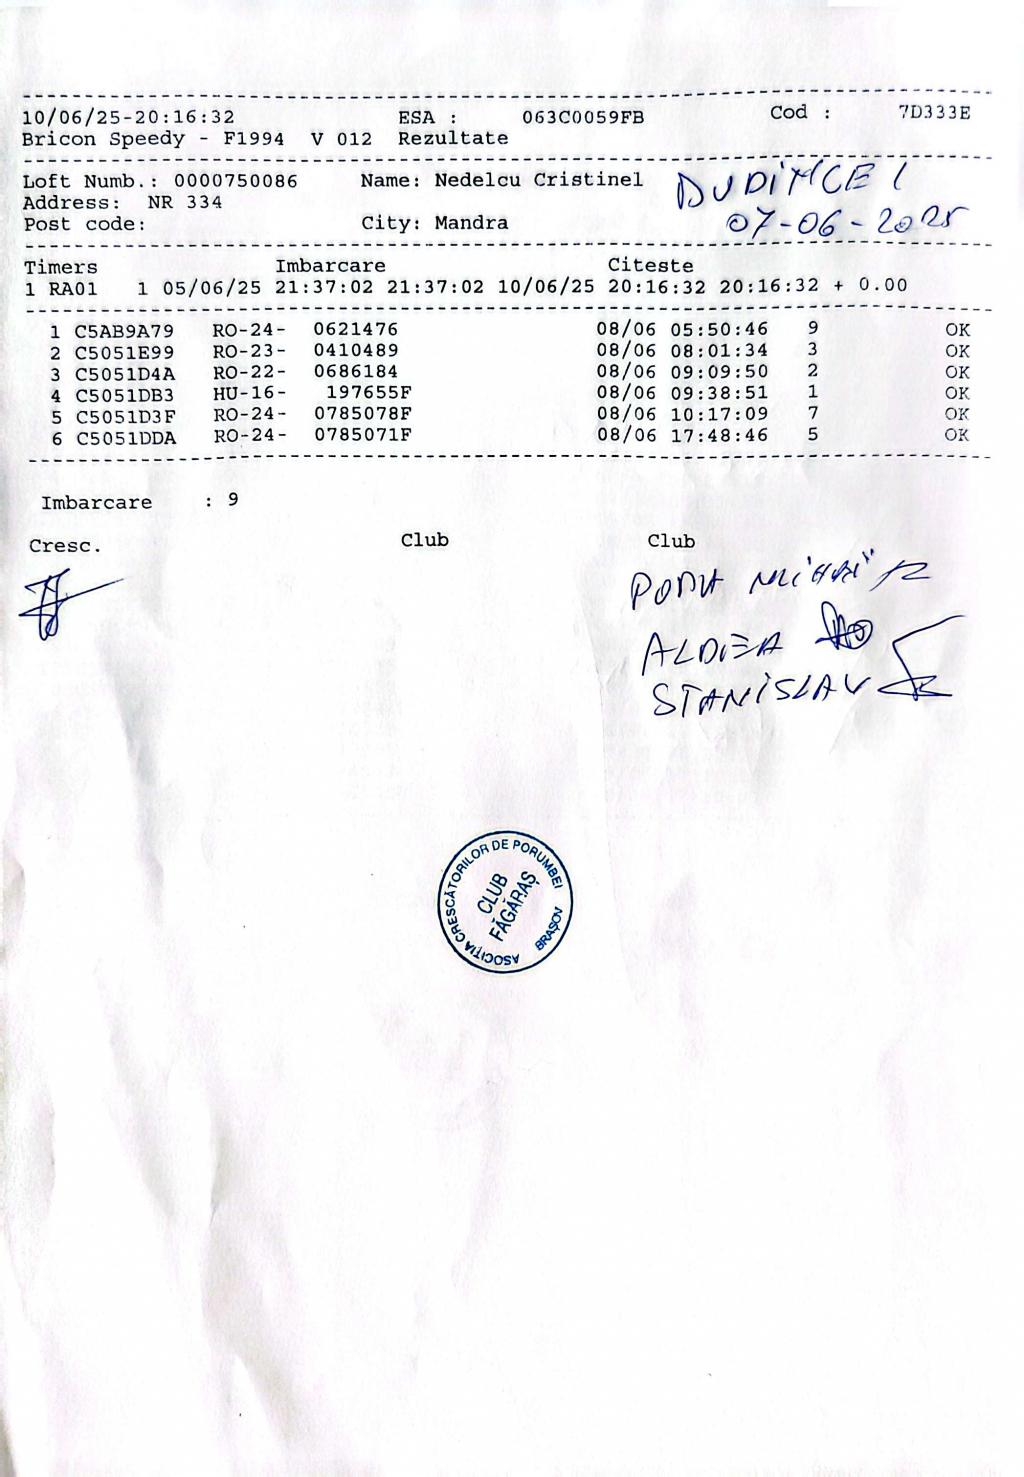 10/06/25-20:16:32 ESA : 063C0059FB Cod : 7D333E
Bricon Speedy - F1994 V 012 Rezultate
Loft Numb.: 0000750086 Name: Nedelcu Cristinel
DUDINCE 1
Address: NR 334
Post code: City: Mandra
07-06-2025
Timers Imbarcare Citeste
1 RA01 1 05/06/25 21:37:02 21:37:02 10/06/25 20:16:32 20:16:32 + 0.00
1 C5AB9A79 RO-24- 0621476 08/06 05:50:46 9 OK
2 C5051E99 RO-23- 0410489 08/06 08:01:34 3 OK
3 C5051D4A RO-22- 0686184 08/06 09:09:50 2 OK
4 C5051DB3 HU-16- 197655F 08/06 09:38:51 1 OK
5 C5051D3F RO-24- 0785078F 08/06 10:17:09 7 OK
6 C5051DDA RO-24- 0785071F 08/06 17:48:46 5 OK
Imbarcare : 9
Cresc. Club Club
ALDEA
STANISLAV
ASOCIȚIA CRESCĂTORILOR DE PORUMBEI
CLUB
FĂGĂRAȘ
BRAȘOV